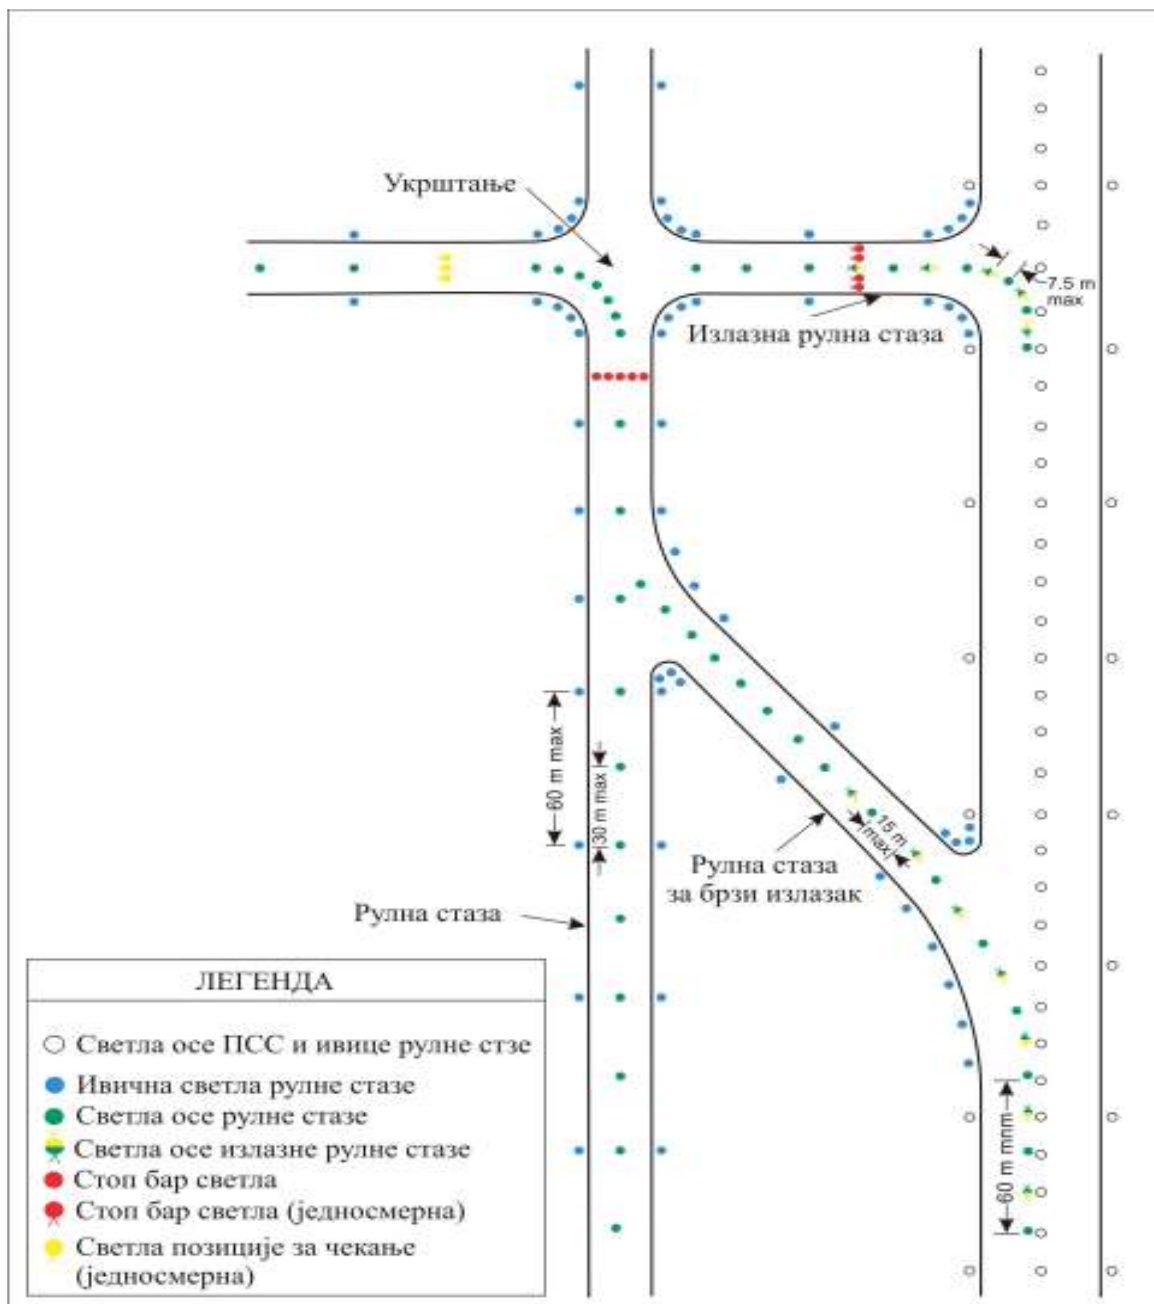 Укрштање
7.5 m
max
Излазна рулна стаза
60 m max
30 m max
15 m
max
Рулна стаза
за брзи излазак
Рулна стаза
60 m mnm
ЛЕГЕНДА
Светла осе ПСС и ивице рулне стзе
Ивична светла рулне стазе
Светла осе рулне стазе
Светла осе излазне рулне стазе
Стоп бар светла
Стоп бар светла (једносмерна)
Светла позиције за чекање
(једносмерна)